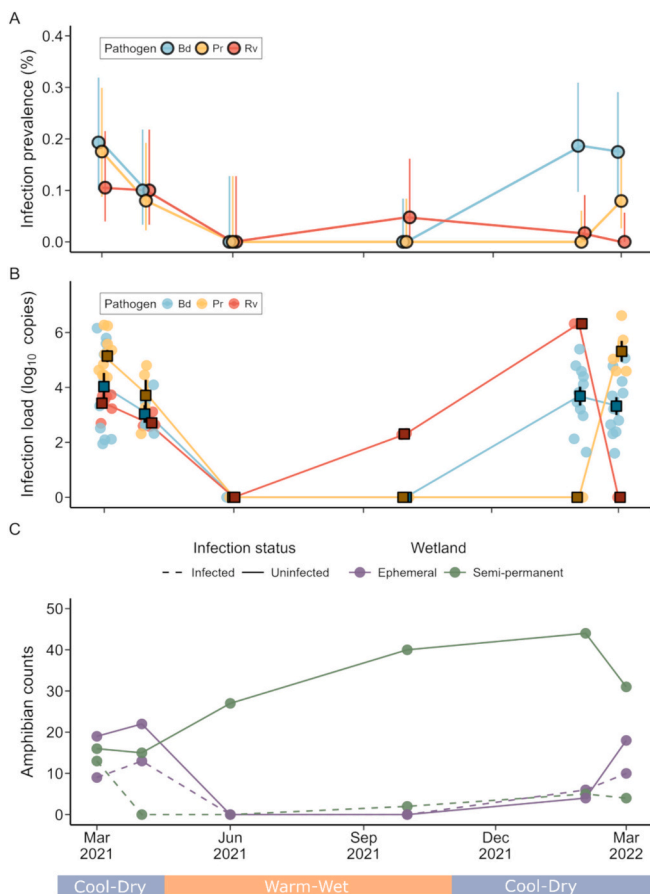 A
Pathogen Bd Pr Rv
Infection prevalence (%)
0.4
0.3
0.2
0.1
0.0
B
Pathogen Bd Pr Rv
Infection load (log10 copies)
6
4
2
0
C
Infection status Wetland
Infected Uninfected Ephemeral Semi-permanent
Amphibian counts
50
40
30
20
10
0
Mar Jun Sep Dec Mar
2021 2021 2021 2021 2022
Cool-Dry Warm-Wet Cool-Dry